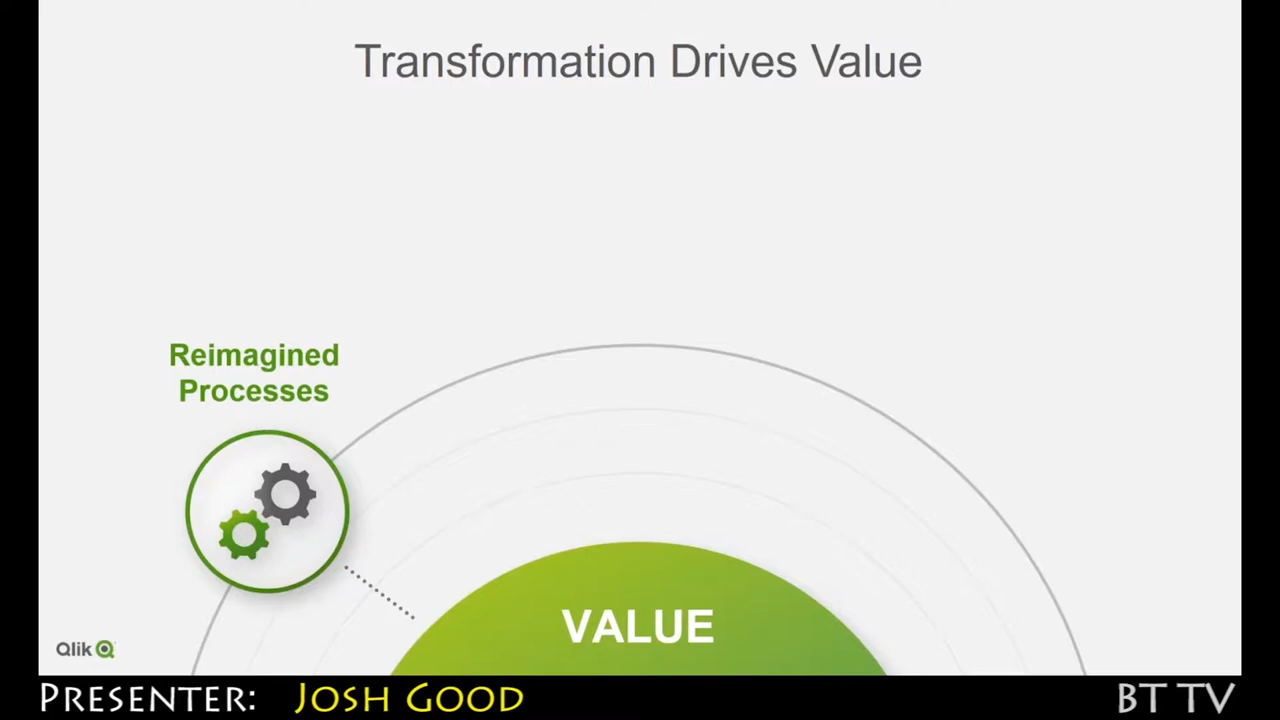 Transformation Drives Value
Reimagined
Processes
VALUE
Qlik
PRESENTER: JOSH GOOD
BT TV